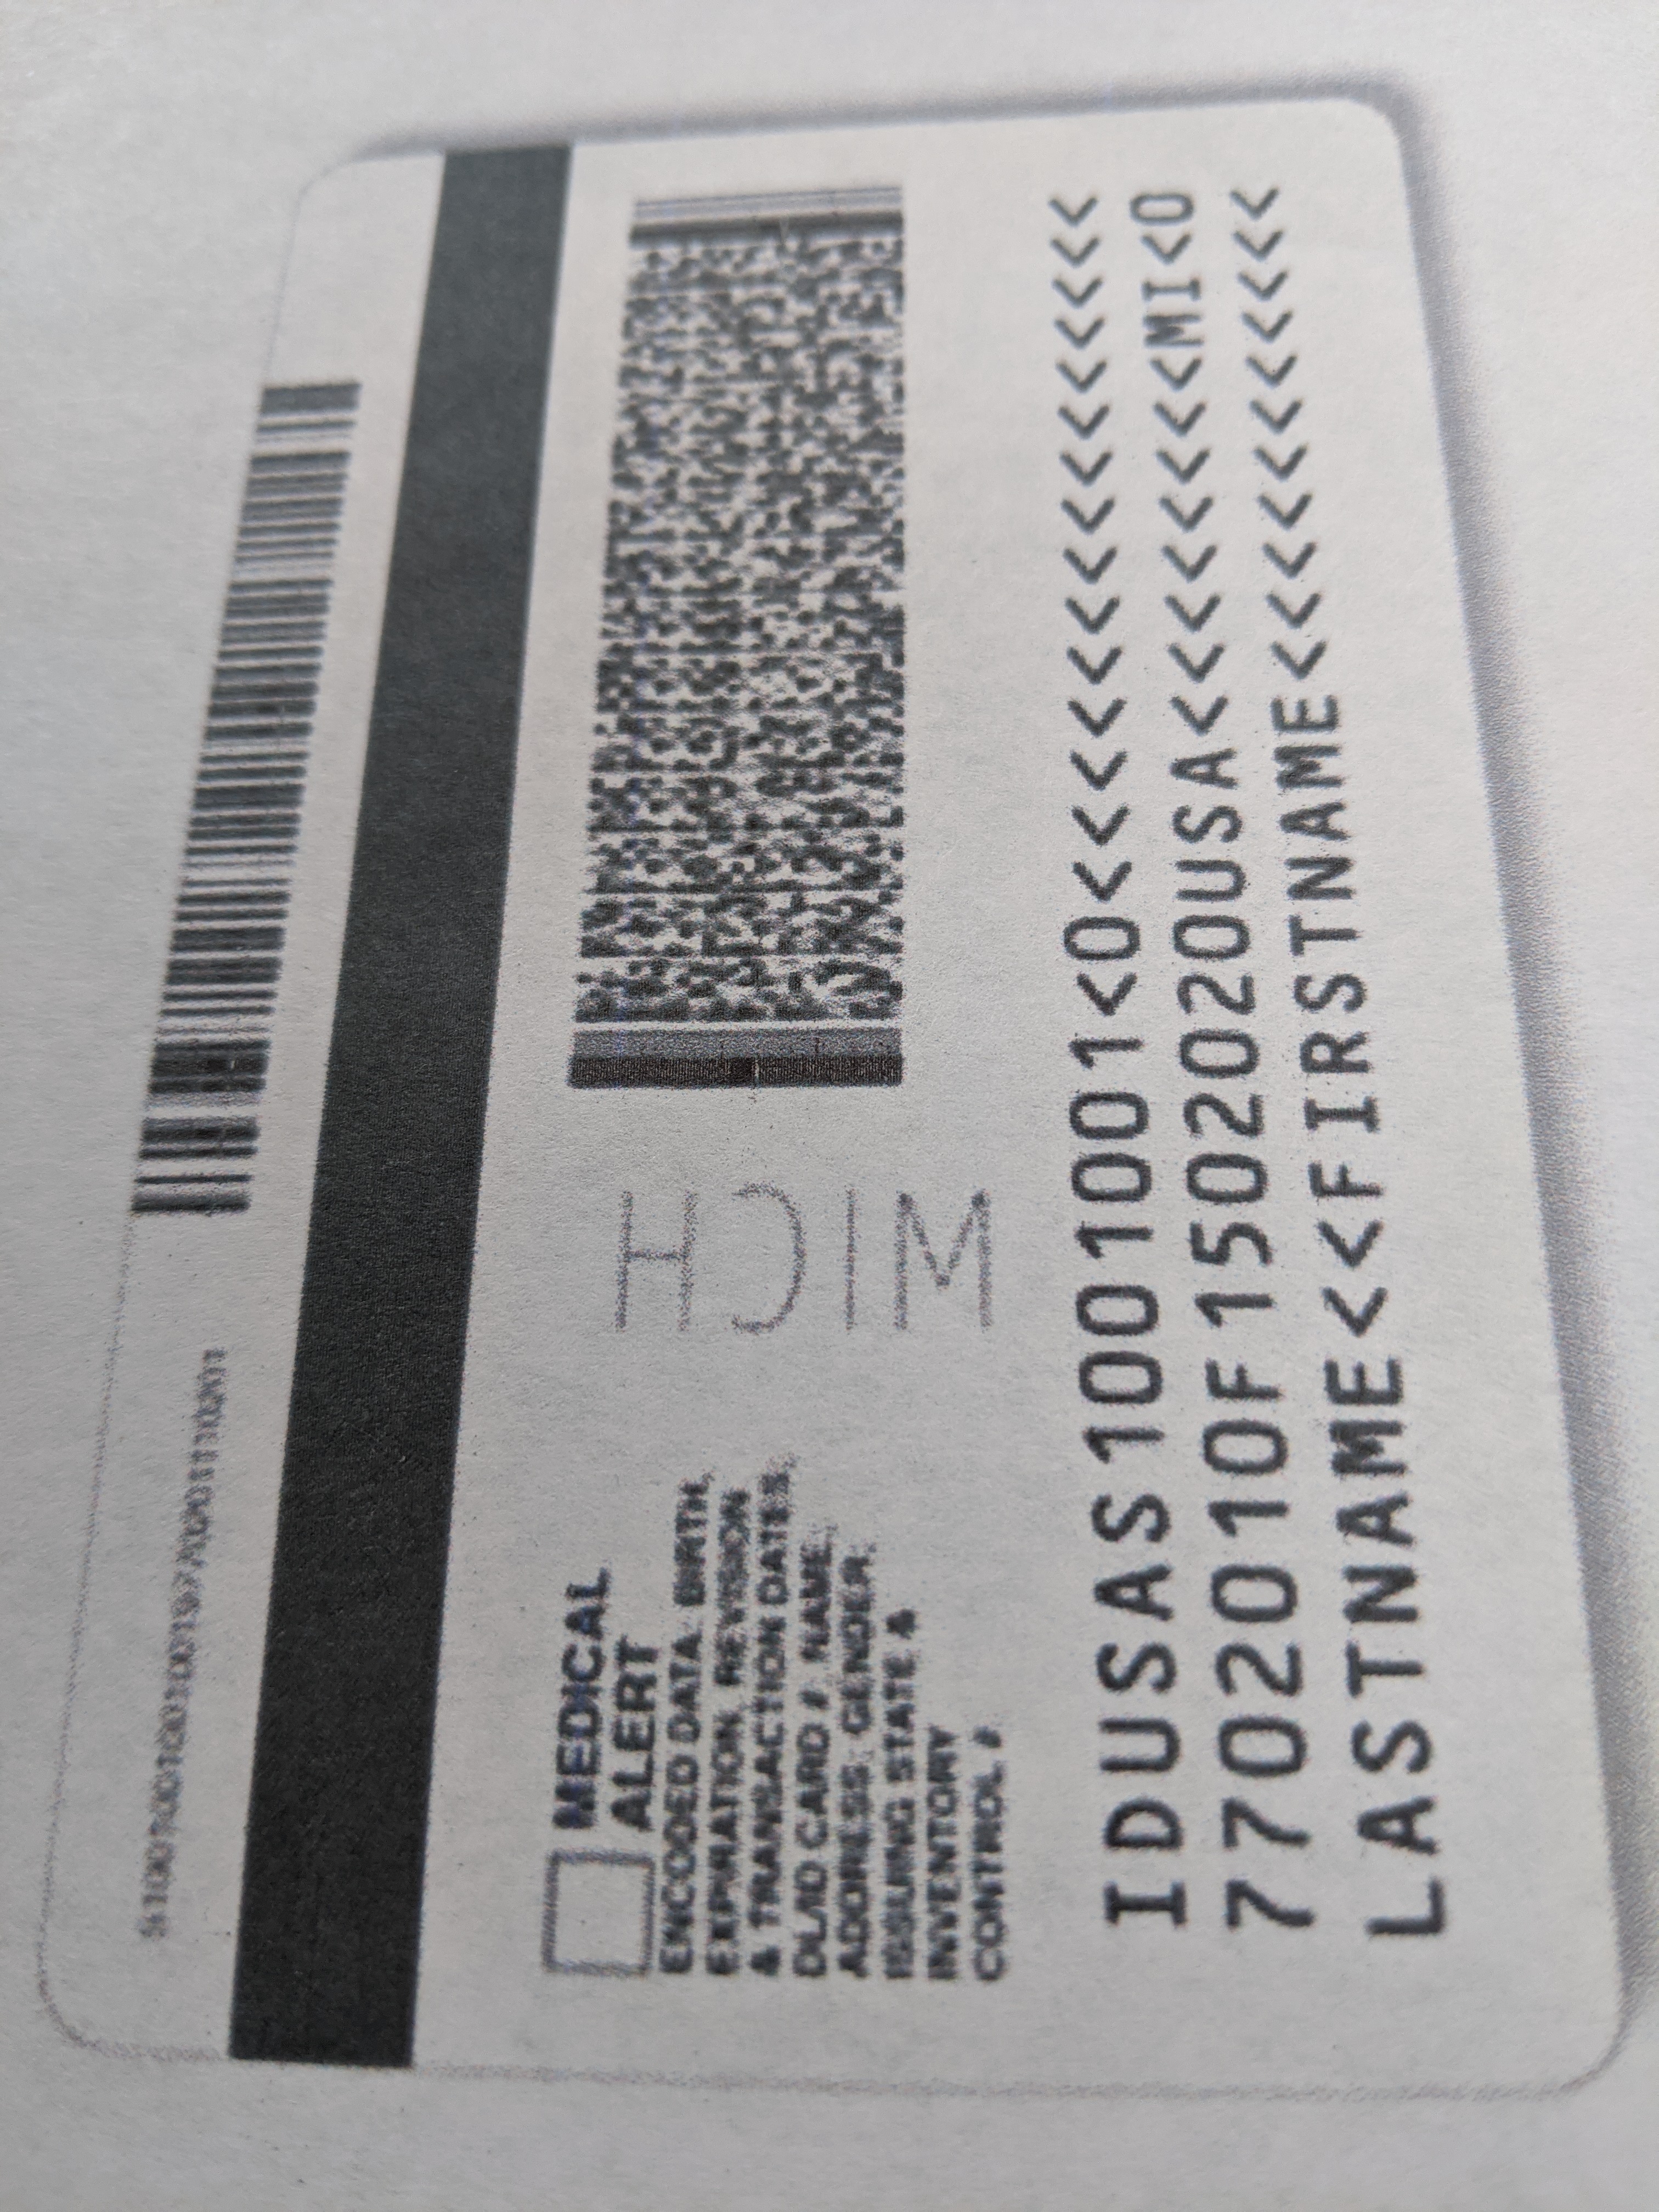 MEDICAL
ALERT
ENCODED DATA: BIRTH,
EXPIRATION, REVISION
& TRANSACTION DATES,
DL/ID CARD #, NAME,
ADDRESS, GENDER,
ISSUING STATE &
INVENTORY
CONTROL #
MICH
IDUSAS1001001<0<<<<<<<<<<<<<<<
7702010F1502020USA<<<<<<<<MI<0
LASTNAME<<FIRSTNAME<<<<<<<<<<<